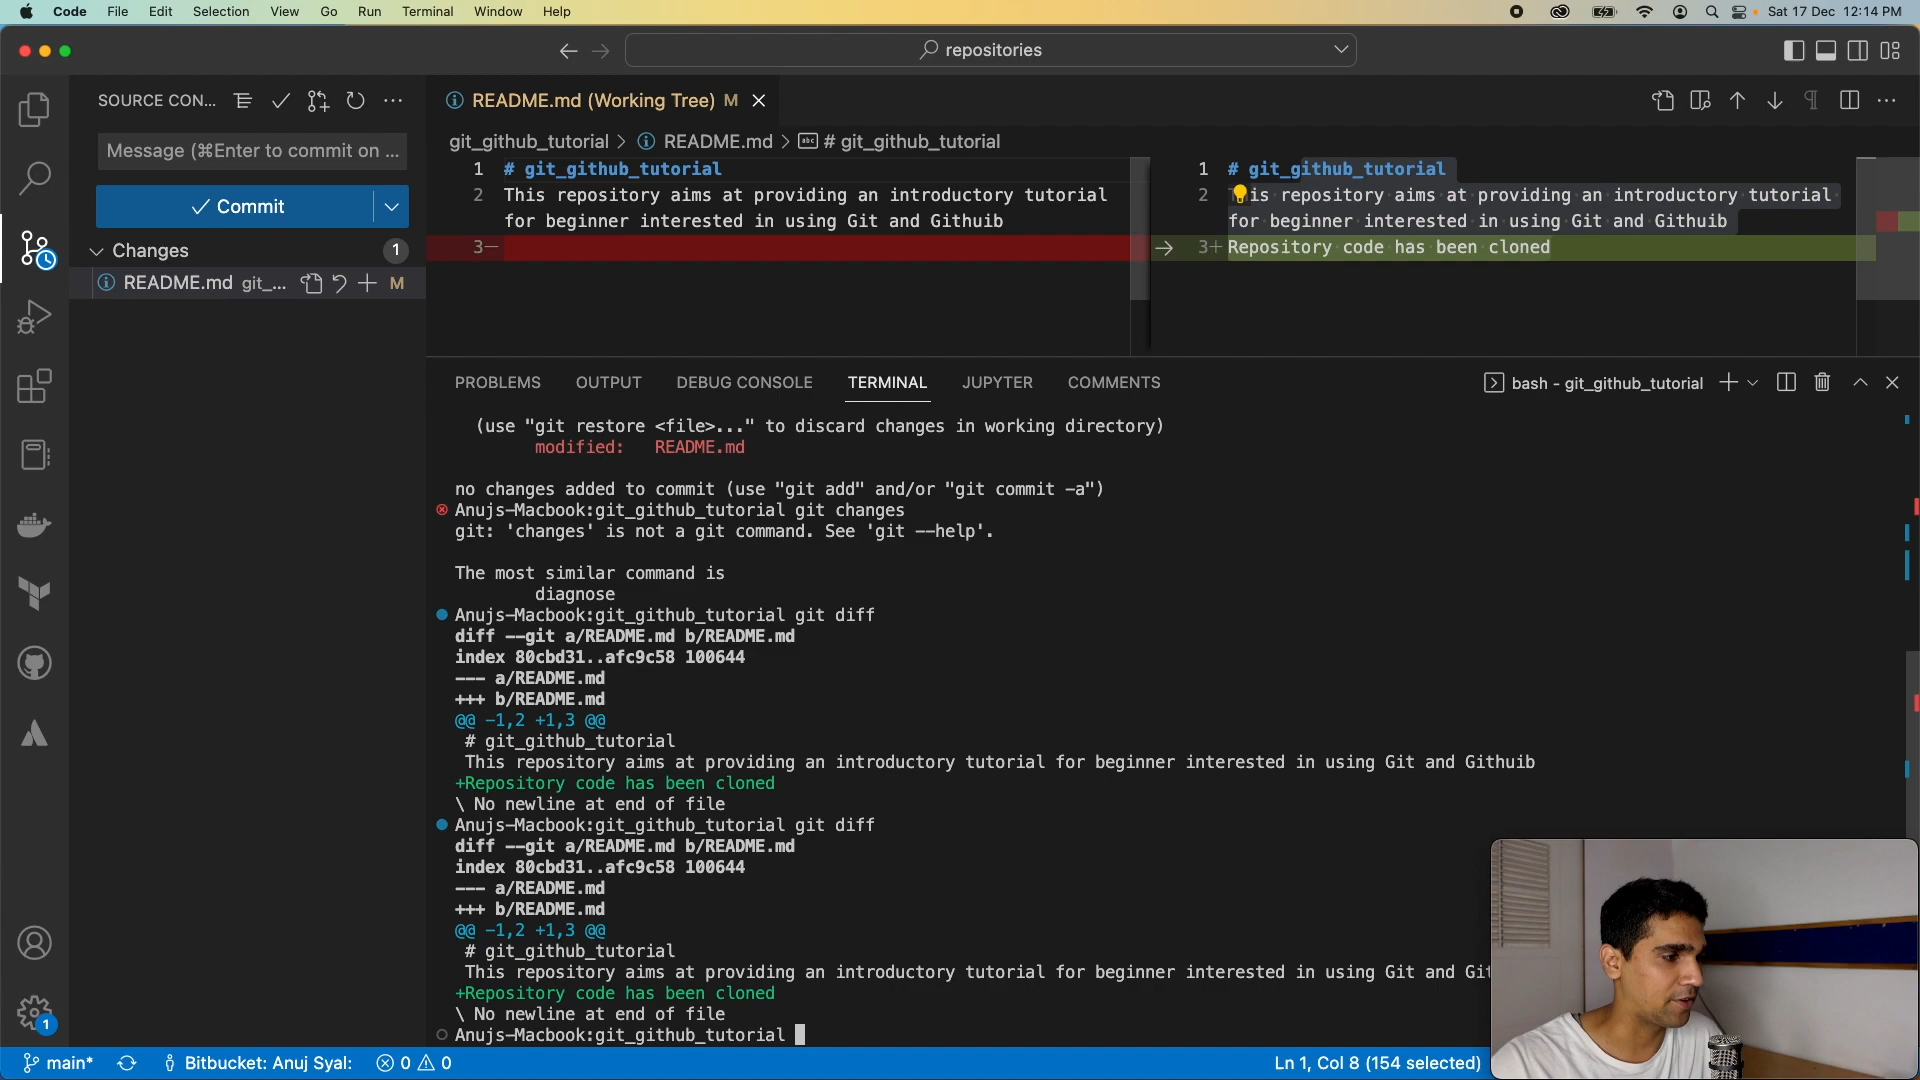 Code File Edit Selection View Go Run Terminal Window Help Sat 17 Dec 12:14 PM
repositories
SOURCE CON...
Message (⌘Enter to commit on ...
Commit
Changes 1
README.md git_... M
README.md (Working Tree) M
git_github_tutorial > README.md > # git_github_tutorial
1 # git_github_tutorial
2 This repository aims at providing an introductory tutorial
for beginner interested in using Git and Githuib
3−
1 # git_github_tutorial
2 is repository aims at providing an introductory tutorial
for beginner interested in using Git and Githuib
3+ Repository code has been cloned
PROBLEMS OUTPUT DEBUG CONSOLE TERMINAL JUPYTER COMMENTS bash - git_github_tutorial
(use "git restore <file>..." to discard changes in working directory)
modified: README.md
no changes added to commit (use "git add" and/or "git commit -a")
Anujs-Macbook:git_github_tutorial git changes
git: 'changes' is not a git command. See 'git --help'.
The most similar command is
diagnose
Anujs-Macbook:git_github_tutorial git diff
diff --git a/README.md b/README.md
index 80cbd31..afc9c58 100644
--- a/README.md
+++ b/README.md
@@ -1,2 +1,3 @@
# git_github_tutorial
This repository aims at providing an introductory tutorial for beginner interested in using Git and Githuib
+Repository code has been cloned
\ No newline at end of file
Anujs-Macbook:git_github_tutorial git diff
diff --git a/README.md b/README.md
index 80cbd31..afc9c58 100644
--- a/README.md
+++ b/README.md
@@ -1,2 +1,3 @@
# git_github_tutorial
This repository aims at providing an introductory tutorial for beginner interested in using Git and Git
+Repository code has been cloned
\ No newline at end of file
Anujs-Macbook:git_github_tutorial
1
main* Bitbucket: Anuj Syal: 0 0 Ln 1, Col 8 (154 selected)